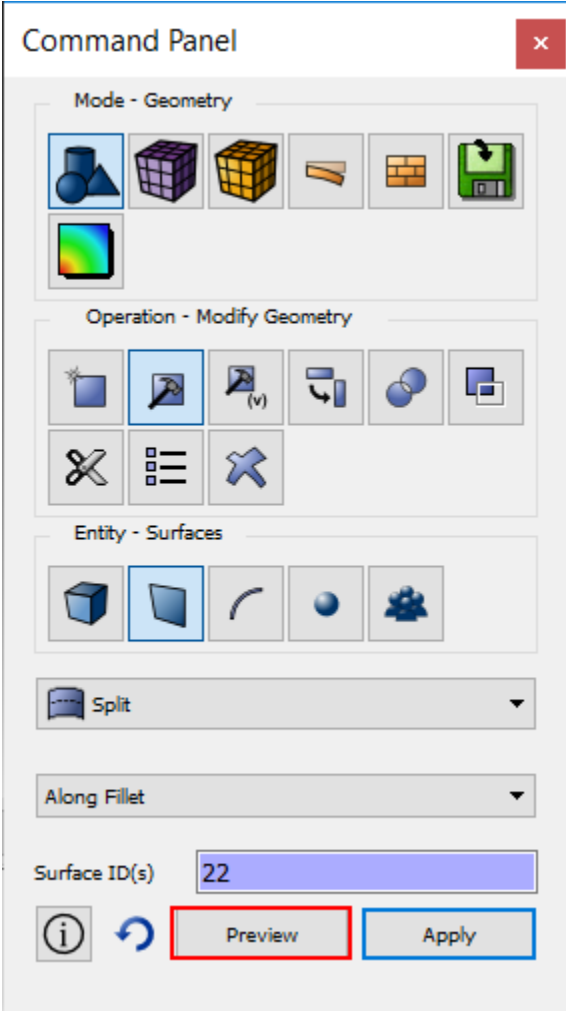 Command Panel
x
Mode - Geometry
Operation - Modify Geometry
(v)
Entity - Surfaces
Split
Along Fillet
Surface ID(s) 22
i Preview Apply